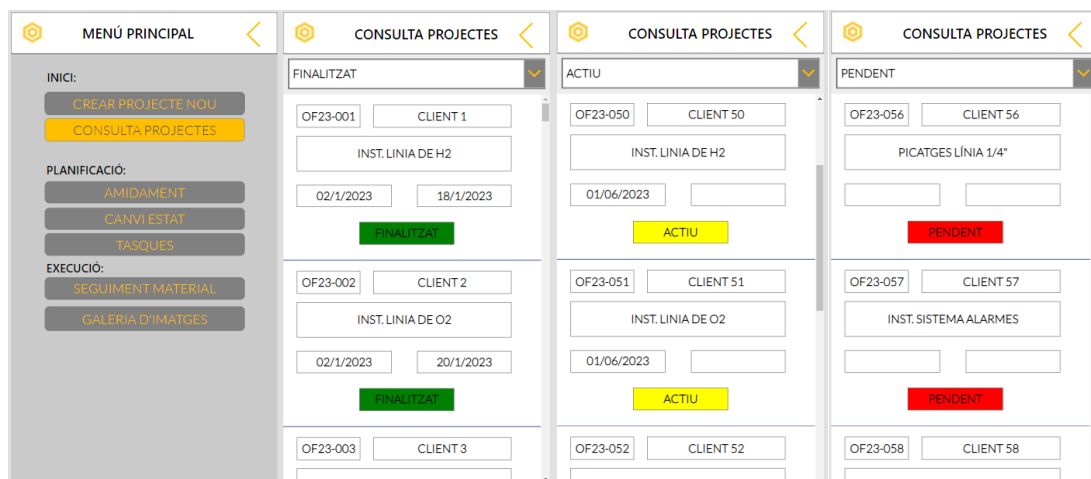 MENÚ PRINCIPAL
INICI:
CREAR PROJECTE NOU
CONSULTA PROJECTES
PLANIFICACIÓ:
AMIDAMENT
CANVI ESTAT
TASQUES
EXECUCIÓ:
SEGUIMENT MATERIAL
GALERIA D'IMATGES
CONSULTA PROJECTES
FINALITZAT
OF23-001 CLIENT 1
INST. LINIA DE H2
02/1/2023 18/1/2023
FINALITZAT
OF23-002 CLIENT 2
INST. LINIA DE O2
02/1/2023 20/1/2023
FINALITZAT
OF23-003 CLIENT 3
CONSULTA PROJECTES
ACTIU
OF23-050 CLIENT 50
INST. LINIA DE H2
01/06/2023
ACTIU
OF23-051 CLIENT 51
INST. LINIA DE O2
01/06/2023
ACTIU
OF23-052 CLIENT 52
CONSULTA PROJECTES
PENDENT
OF23-056 CLIENT 56
PICATGES LÍNIA 1/4"
PENDENT
OF23-057 CLIENT 57
INST. SISTEMA ALARMES
PENDENT
OF23-058 CLIENT 58